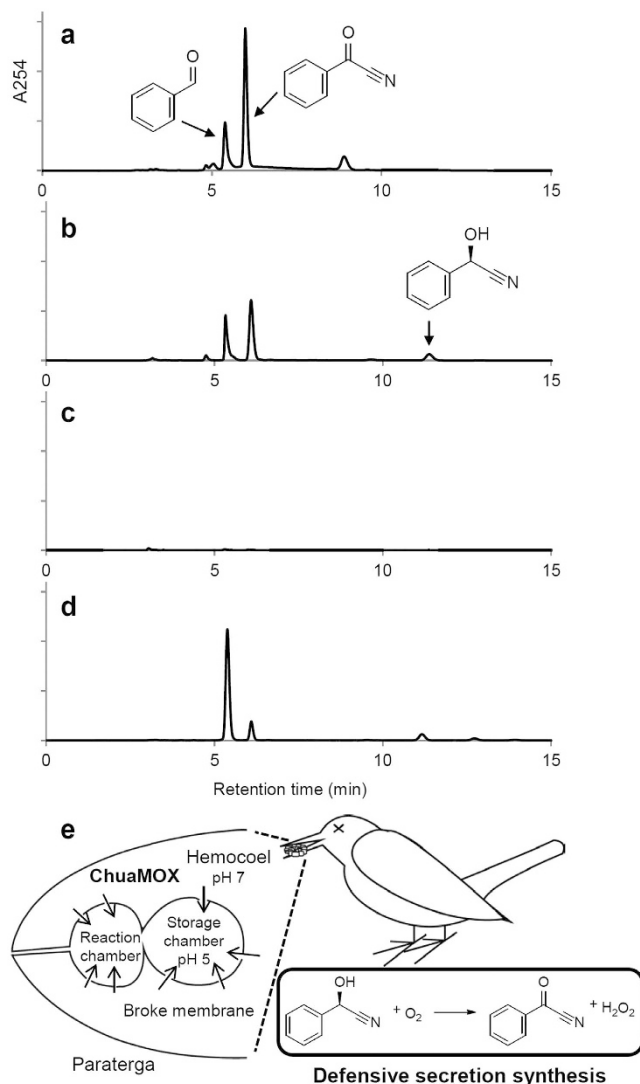 a
A254
O
O
N
0
5
10
15
b
OH
N
0
5
10
15
c
0
5
10
15
d
0
5
10
15
Retention time (min)
e
Hemocoel
pH 7
ChuaMOX
Reaction
chamber
Storage
chamber
pH 5
Broke membrane
Paraterga
OH
N
+ O2
O
N
+ H2O2
Defensive secretion synthesis